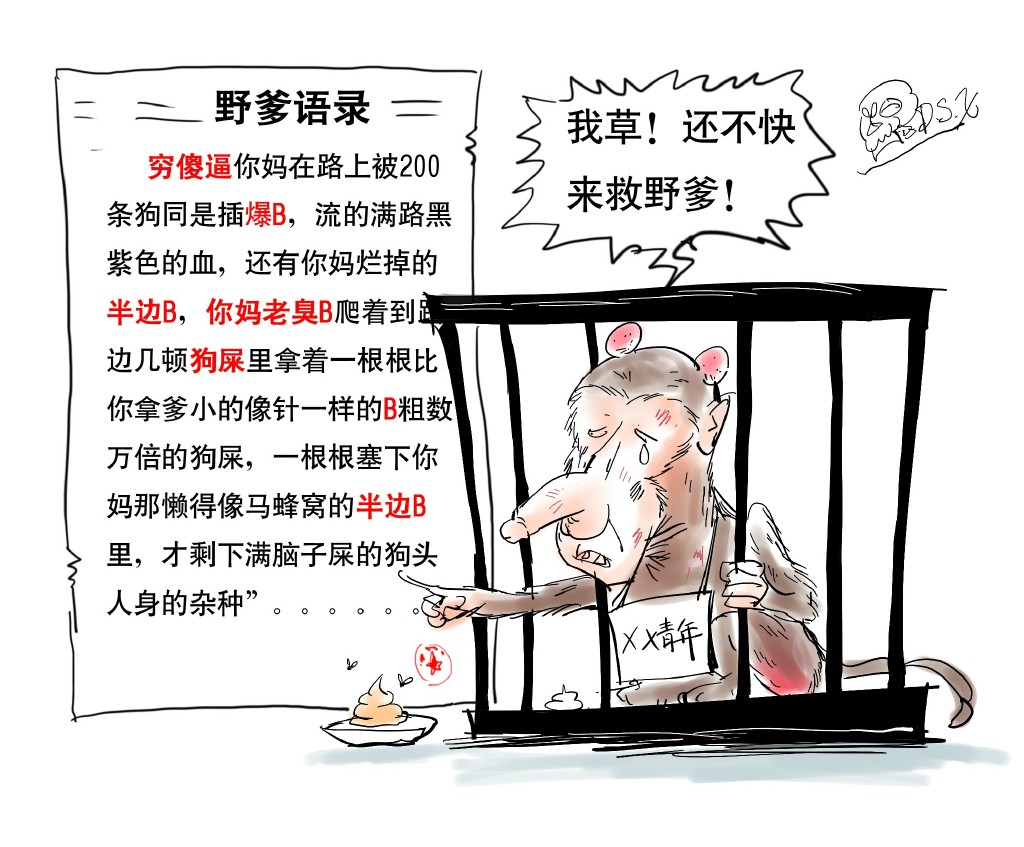 野爹语录
穷傻逼你妈在路上被200
条狗同是插爆B，流的满路黑
紫色的血，还有你妈烂掉的
半边B，你妈老臭B爬着到路
边几顿狗屎里拿着一根根比
你拿爹小的像针一样的B粗数
万倍的狗屎，一根根塞下你
妈那懒得像马蜂窝的半边B
里，才剩下满脑子屎的狗头
人身的杂种”。。。。。。
我草！还不快
来救野爹！
XX青年